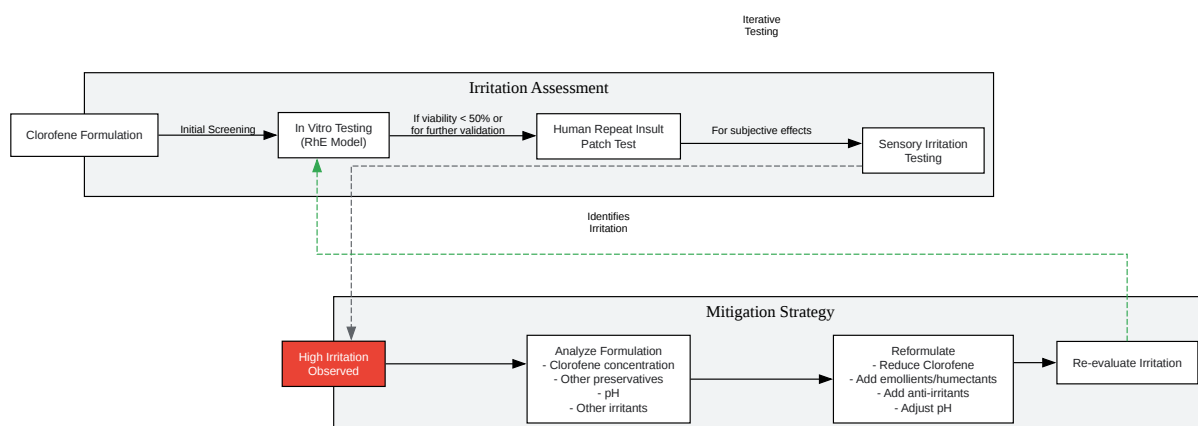 Iterative
Testing
Irritation Assessment
Clorofene Formulation
Initial Screening
In Vitro Testing
(RhE Model)
If viability < 50% or
for further validation
Human Repeat Insult
Patch Test
For subjective effects
Sensory Irritation
Testing
Identifies
Irritation
Mitigation Strategy
High Irritation
Observed
Analyze Formulation
- Clorofene concentration
- Other preservatives
- pH
- Other irritants
Reformulate
- Reduce Clorofene
- Add emollients/humectants
- Add anti-irritants
- Adjust pH
Re-evaluate Irritation